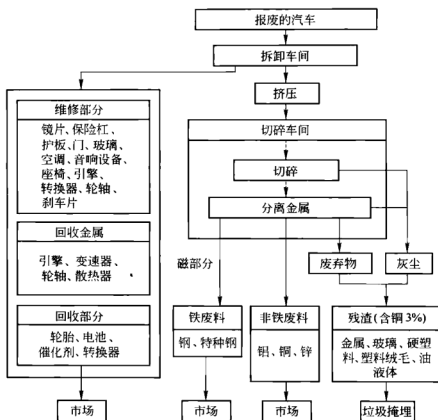 报废的汽车
拆卸车间
挤压
维修部分
镜片、保险杠、
护板、门、玻璃、
空调、音响设备、
座椅、引擎、
转换器、轮轴、
刹车片
回收金属
引擎、变速器、
轮轴、散热器
回收部分
轮胎、电池、
催化剂、转换器
市场
切碎车间
切碎
分离金属
磁部分
废弃物
灰尘
铁废料
钢、特种钢
市场
非铁废料
铝、铜、锌
市场
残渣(含铜3%)
金属、玻璃、硬塑
料、塑料绒毛、油
液体
垃圾掩埋